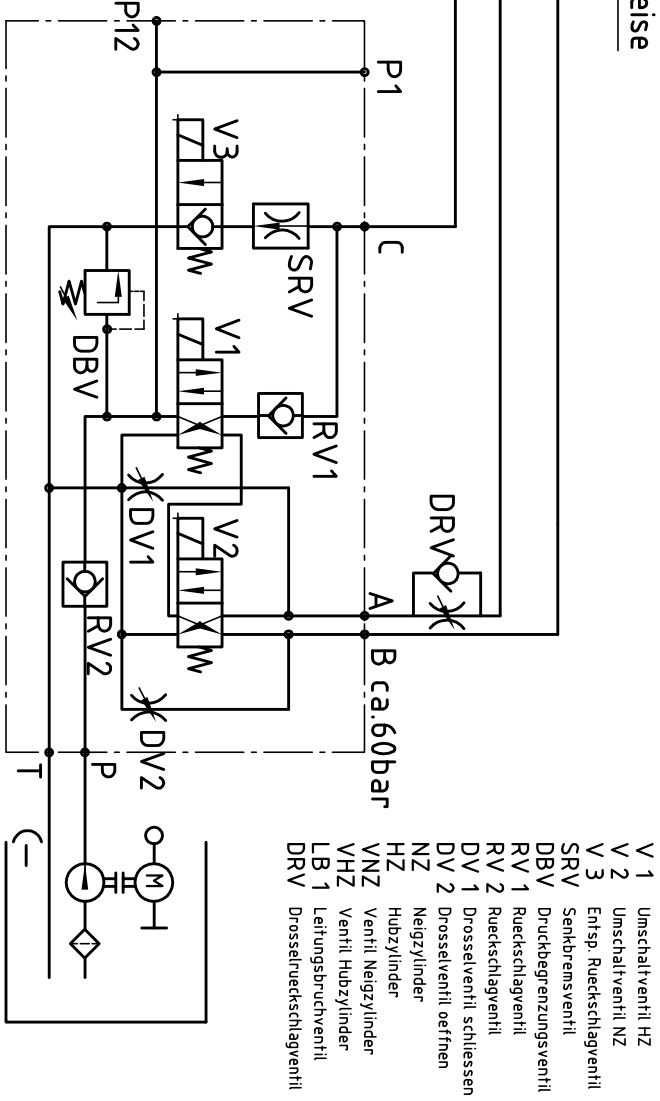 eise
P12
P1
V 3
SRV
C
DBV
V1
RV1
DV1
V2
DRV
A
B ca.60bar
RV2
DV2
T
P
M
V 1 Umschaltventil HZ
V 2 Umschaltventil NZ
V 3 Entsp. Rueckschlagventil
SRV Senkbremsventil
DBV Druckbegrenzungsventil
RV 1 Rueckschlagventil
RV 2 Rueckschlagventil
DV 1 Drosselventil schliessen
DV 2 Drosselventil oeffnen
NZ Neigzylinder
HZ Hubzylinder
VNZ Ventil Neigzylinder
VHZ Ventil Hubzylinder
LB 1 Leitungsbruchventil
DRV Drosselrueckschlagventil